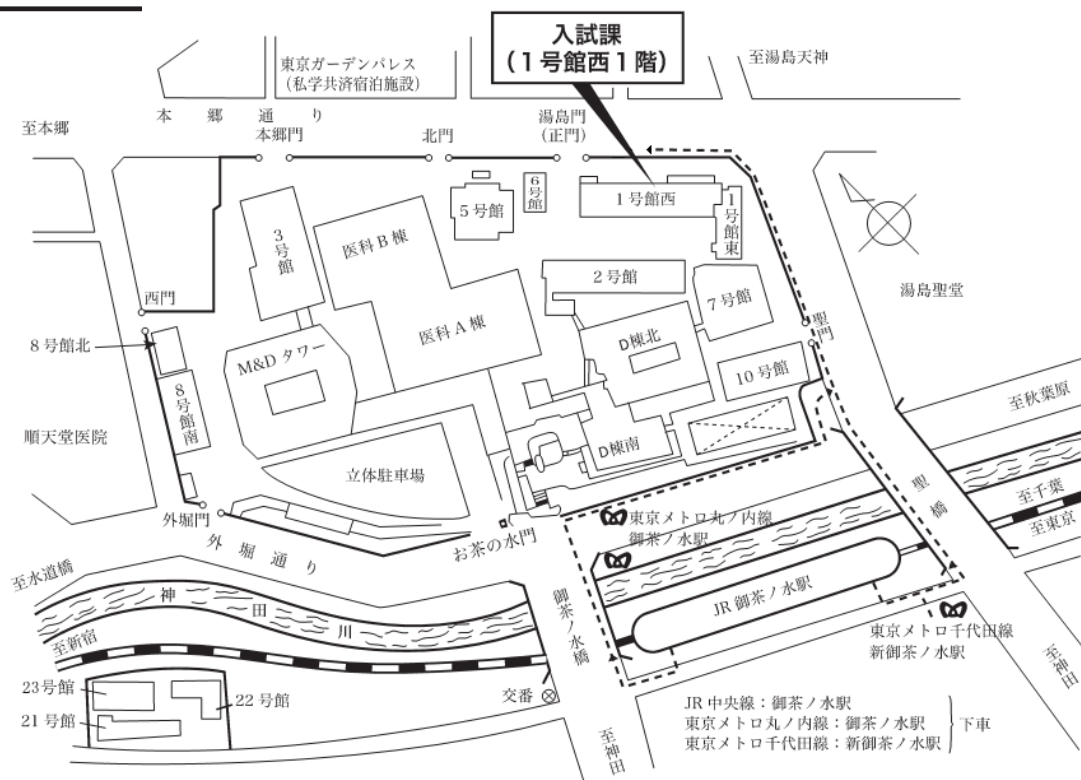 入試課
(1号館西1階)
至湯島天神
東京ガーデンパレス
(私学共済宿泊施設)
本郷通り
至本郷
本郷門
北門
湯島門
(正門)
6号館
5号館
1号館西
1号館東
3号館
医科B棟
2号館
7号館
湯島聖堂
西門
8号館北
M&Dタワー
医科A棟
D棟北
聖門
10号館
8号館南
至秋葉原
順天堂医院
D棟南
立体駐車場
聖橋
至千葉
至東京
外堀門
外堀通り
お茶の水門
東京メトロ丸ノ内線
御茶ノ水駅
至水道橋
神田川
御茶ノ水橋
JR御茶ノ水駅
至新宿
東京メトロ千代田線
新御茶ノ水駅
至神田
23号館
22号館
21号館
交番
至神田
JR中央線：御茶ノ水駅
東京メトロ丸ノ内線：御茶ノ水駅
東京メトロ千代田線：新御茶ノ水駅
下車